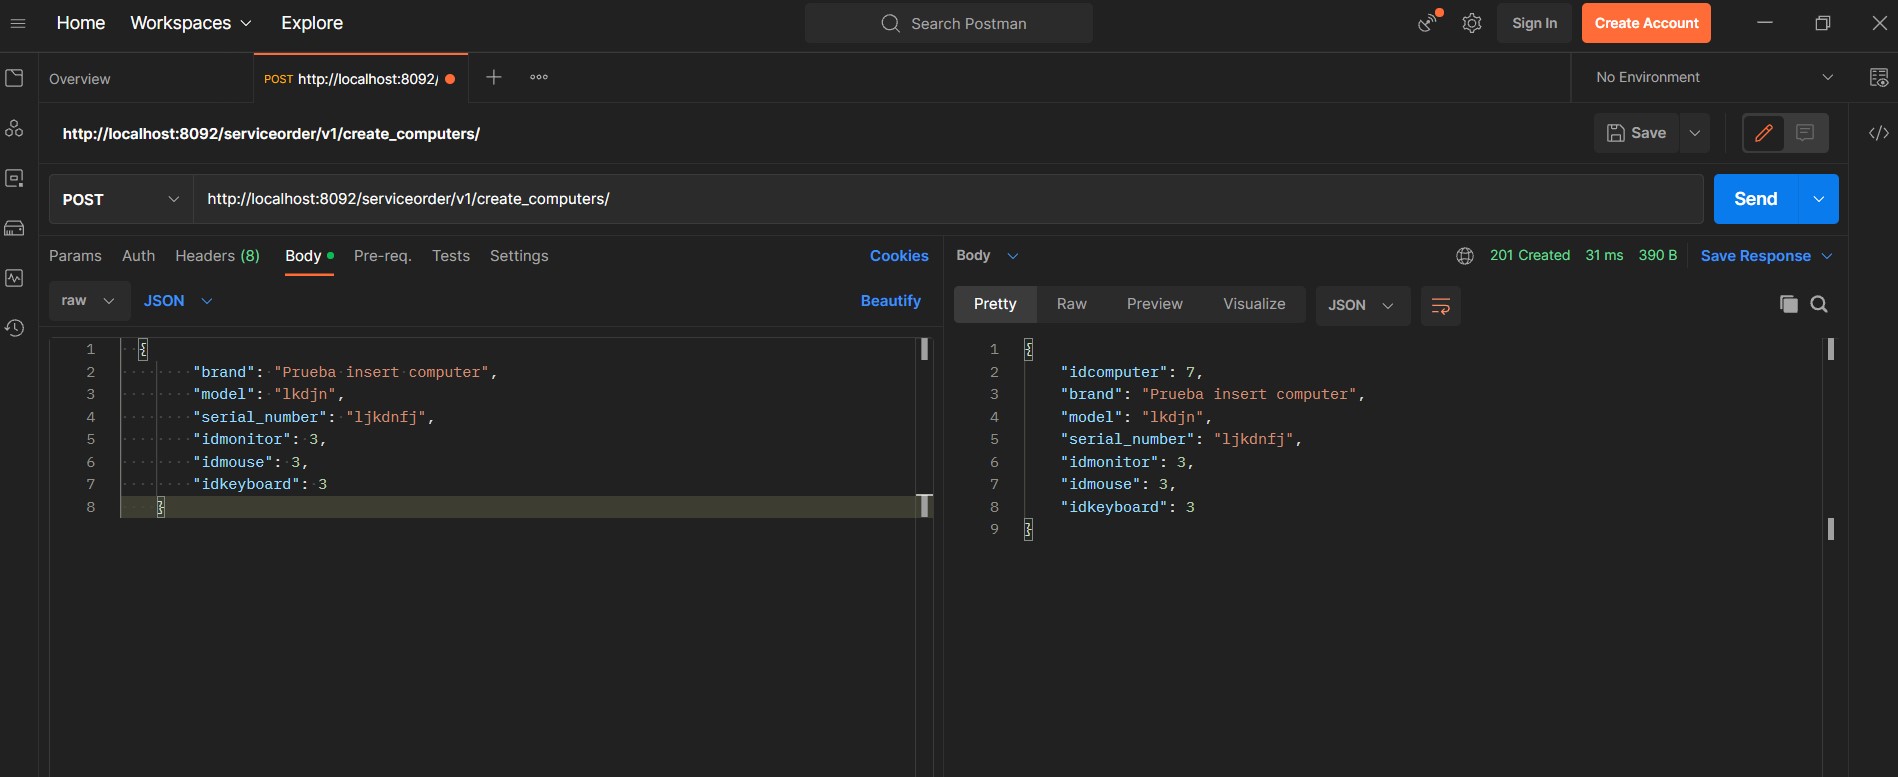 Home Workspaces Explore Search Postman Sign In Create Account
Overview POST http://localhost:8092/ No Environment
http://localhost:8092/serviceorder/v1/create_computers/ Save
POST http://localhost:8092/serviceorder/v1/create_computers/ Send
Params Auth Headers (8) Body Pre-req. Tests Settings Cookies
raw JSON Beautify
1 {
2 "brand": "Prueba insert computer",
3 "model": "lkdjn",
4 "serial_number": "ljkdnfj",
5 "idmonitor": 3,
6 "idmouse": 3,
7 "idkeyboard": 3
8 }
Body 201 Created 31 ms 390 B Save Response
Pretty Raw Preview Visualize JSON
1 {
2 "idcomputer": 7,
3 "brand": "Prueba insert computer",
4 "model": "lkdjn",
5 "serial_number": "ljkdnfj",
6 "idmonitor": 3,
7 "idmouse": 3,
8 "idkeyboard": 3
9 }